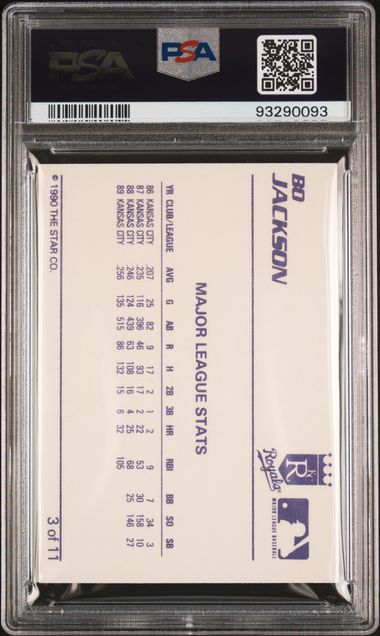 PSA
PSA
93290093
BO
JACKSON
Royals
KR
MAJOR LEAGUE BASEBALL
MAJOR LEAGUE STATS
YR CLUB/LEAGUE AVG G AB R H 2B 3B HR RBI BB SO SB
86 KANSAS CITY .207 25 82 9 17 2 1 2 9 7 34 3
87 KANSAS CITY .235 116 396 46 93 17 2 22 53 30 158 10
88 KANSAS CITY .246 124 439 63 108 16 4 25 68 25 146 27
89 KANSAS CITY .256 135 515 86 132 15 6 32 105
© 1990 THE STAR CO.
3 of 11